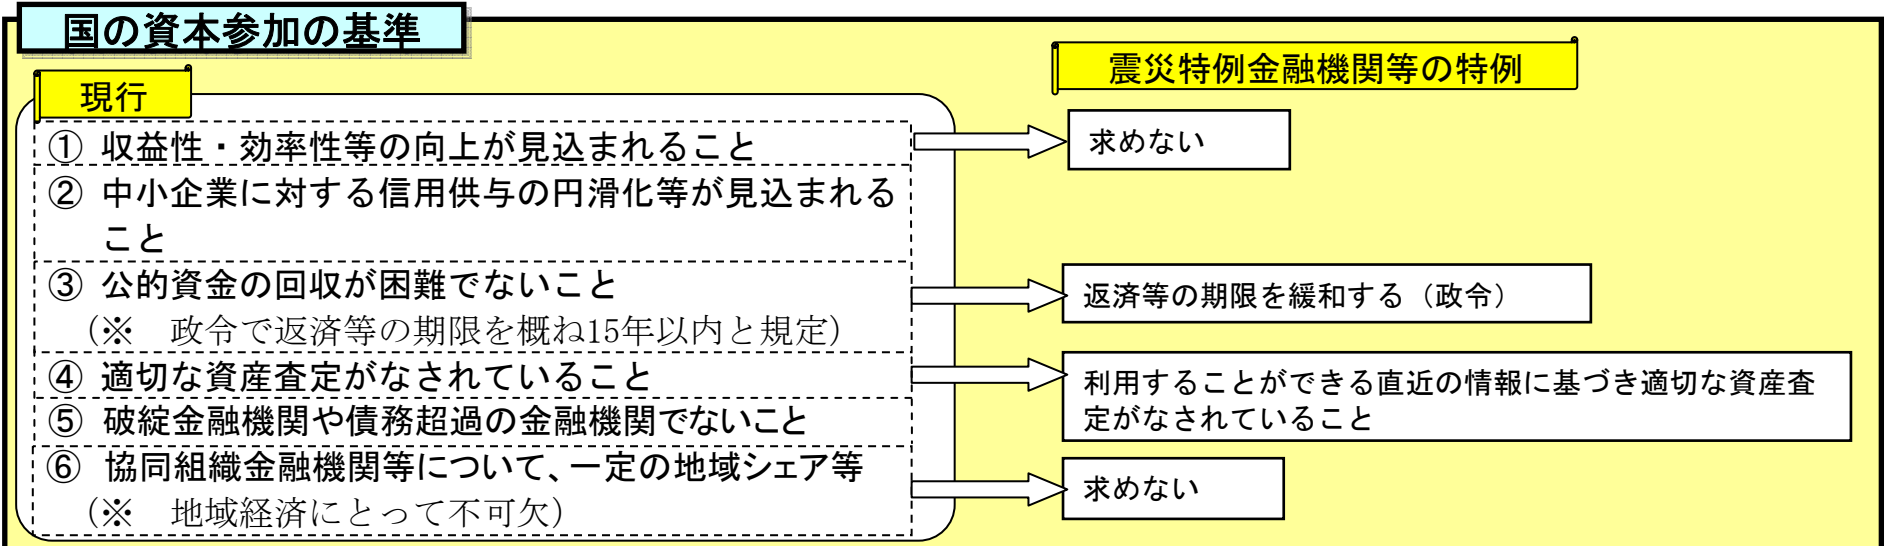 国の資本参加の基準
震災特例金融機関等の特例
現行
① 収益性・効率性等の向上が見込まれること
求めない
② 中小企業に対する信用供与の円滑化等が見込まれる
こと
③ 公的資金の回収が困難でないこと
(※ 政令で返済等の期限を概ね15年以内と規定)
返済等の期限を緩和する（政令）
④ 適切な資産査定がなされていること
利用することができる直近の情報に基づき適切な資産査
定がなされていること
⑤ 破綻金融機関や債務超過の金融機関でないこと
⑥ 協同組織金融機関等について、一定の地域シェア等
(※ 地域経済にとって不可欠)
求めない